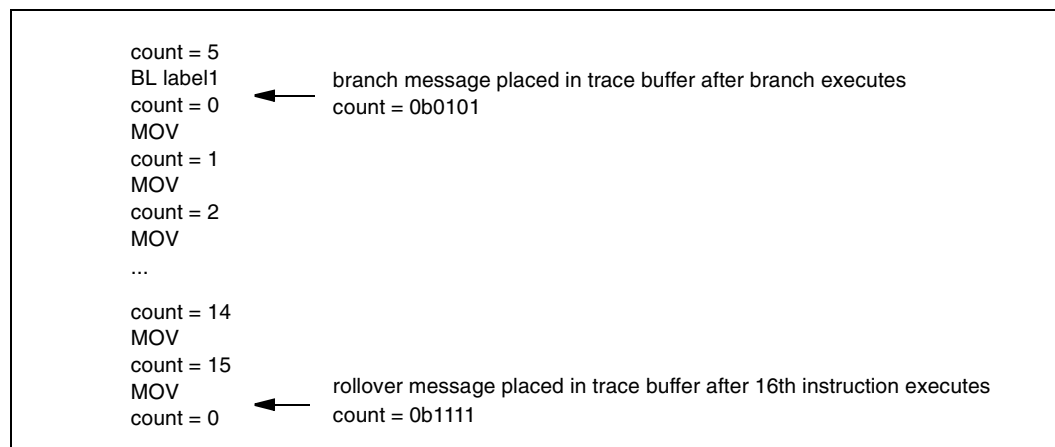 count = 5
BL label1
branch message placed in trace buffer after branch executes
count = 0
count = 0b0101
MOV
count = 1
MOV
count = 2
MOV
...
count = 14
MOV
count = 15
MOV
rollover message placed in trace buffer after 16th instruction executes
count = 0
count = 0b1111